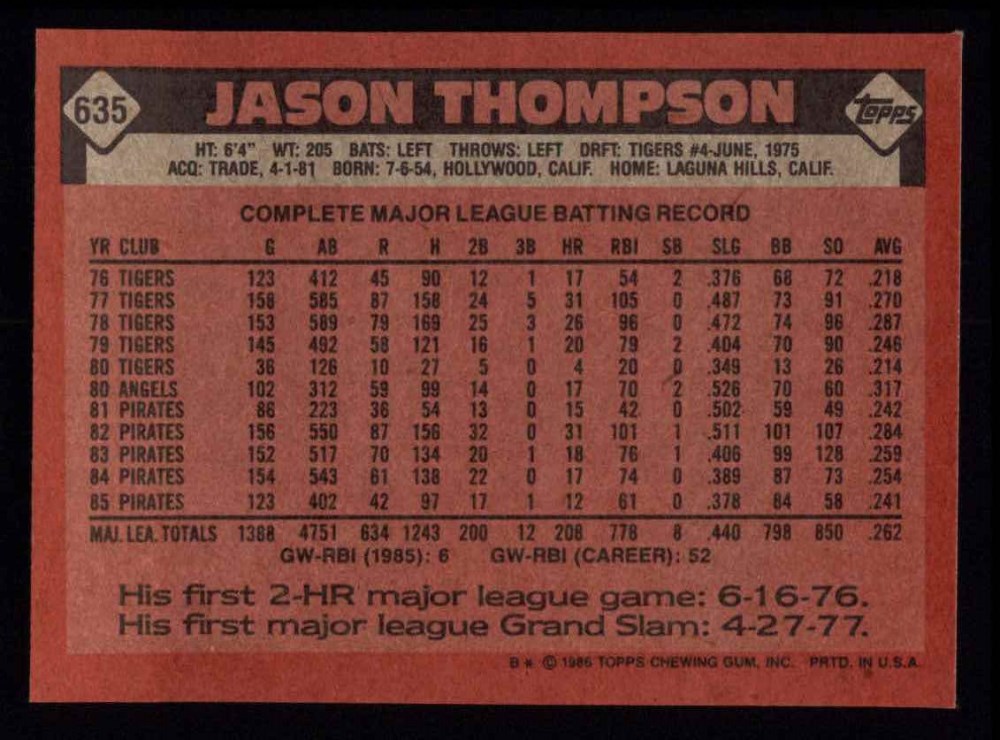 635 JASON THOMPSON Topps
HT: 6'4" WT: 205 BATS: LEFT THROWS: LEFT DRFT: TIGERS #4-JUNE, 1975
ACQ: TRADE, 4-1-81 BORN: 7-6-54, HOLLYWOOD, CALIF. HOME: LAGUNA HILLS, CALIF.
COMPLETE MAJOR LEAGUE BATTING RECORD
YR CLUB G AB R H 2B 3B HR RBI SB SLG BB SO AVG
76 TIGERS 123 412 45 90 12 1 17 54 2 .376 68 72 .218
77 TIGERS 158 585 87 158 24 5 31 105 0 .487 73 91 .270
78 TIGERS 153 589 79 169 25 3 26 96 0 .472 74 96 .287
79 TIGERS 145 492 58 121 16 1 20 79 2 .404 70 90 .246
80 TIGERS 36 126 10 27 5 0 4 20 0 .349 13 26 .214
80 ANGELS 102 312 59 99 14 0 17 70 2 .526 70 60 .317
81 PIRATES 86 223 36 54 13 0 15 42 0 .502 59 49 .242
82 PIRATES 156 550 87 156 32 0 31 101 1 .511 101 107 .284
83 PIRATES 152 517 70 134 20 1 18 76 1 .406 99 128 .259
84 PIRATES 154 543 61 138 22 0 17 74 0 .389 87 73 .254
85 PIRATES 123 402 42 97 17 1 12 61 0 .378 84 58 .241
MAJ. LEA. TOTALS 1388 4751 634 1243 200 12 208 778 8 .440 798 850 .262
GW-RBI (1985): 6 GW-RBI (CAREER): 52
His first 2-HR major league game: 6-16-76.
His first major league Grand Slam: 4-27-77.
B* © 1986 TOPPS CHEWING GUM, INC. PRTD. IN U.S.A.